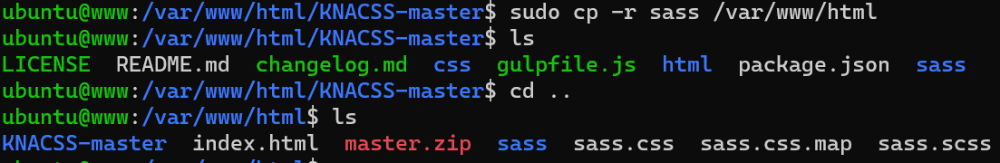 ubuntu@www:/var/www/html/KNACSS-master$ sudo cp -r sass /var/www/html
ubuntu@www:/var/www/html/KNACSS-master$ ls
LICENSE  README.md  changelog.md  css  gulpfile.js  html  package.json  sass
ubuntu@www:/var/www/html/KNACSS-master$ cd ..
ubuntu@www:/var/www/html$ ls
KNACSS-master  index.html  master.zip  sass  sass.css  sass.css.map  sass.scss